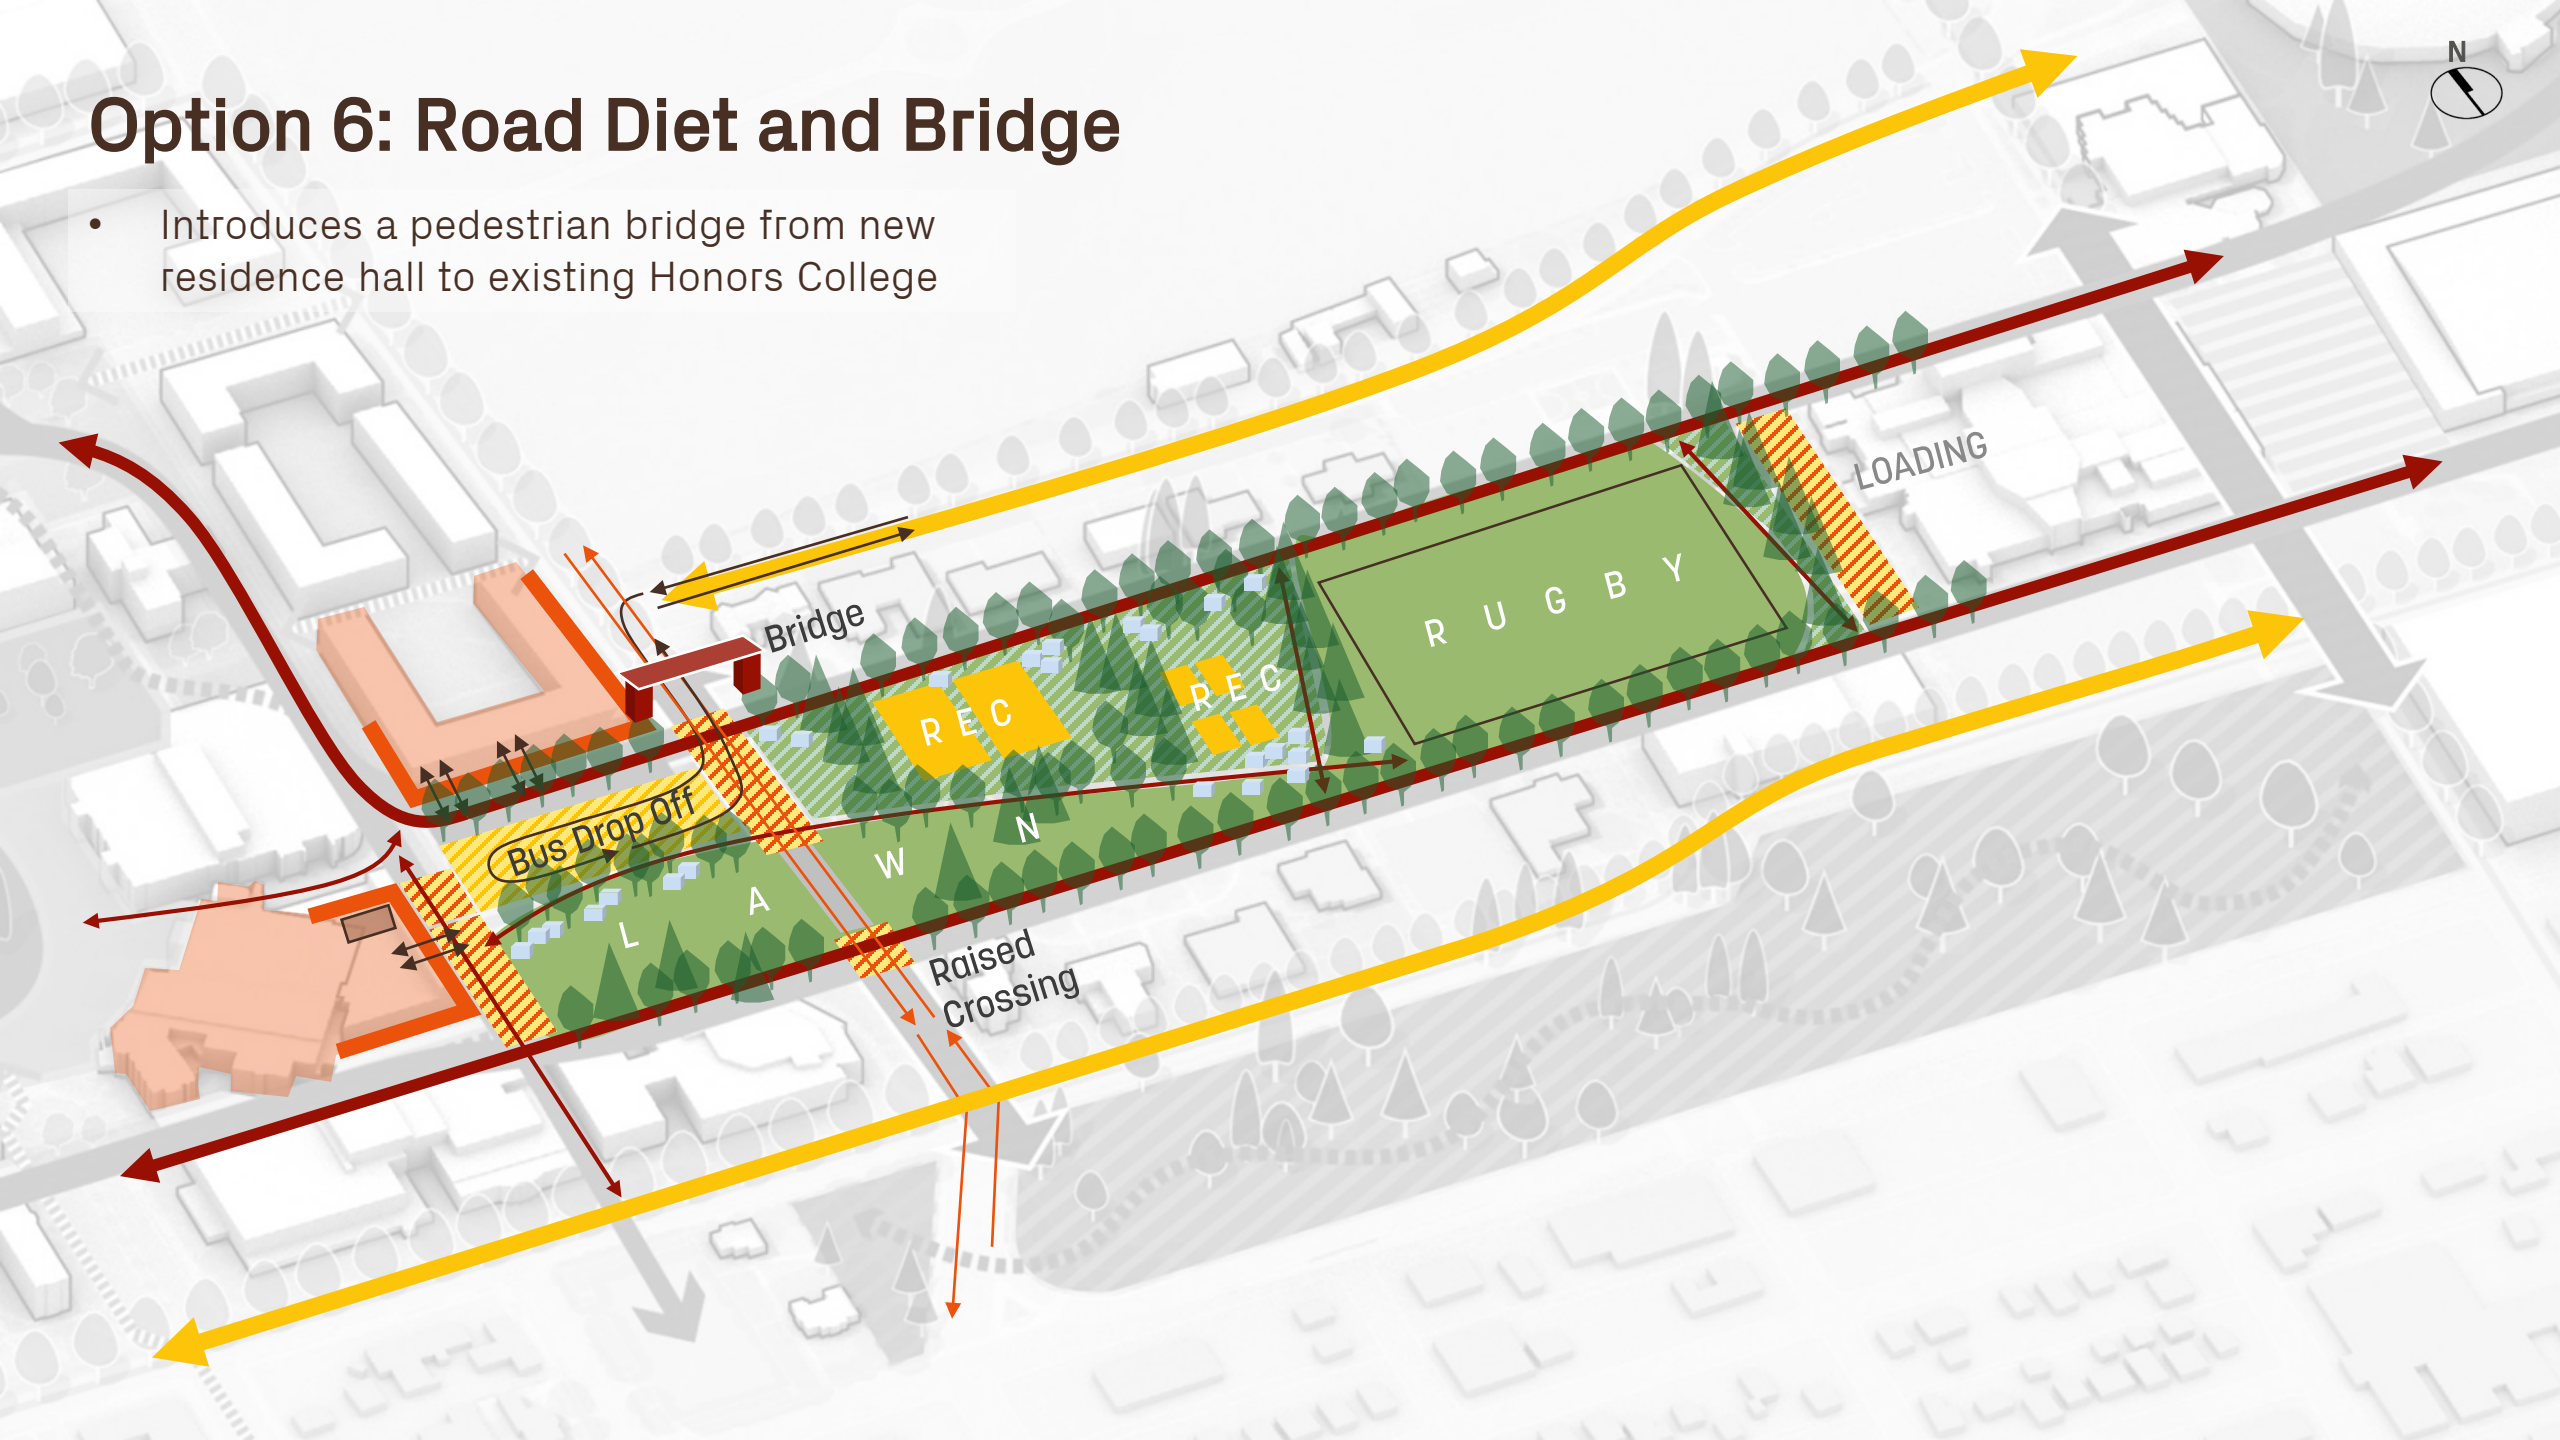 N
Option 6: Road Diet and Bridge
• Introduces a pedestrian bridge from new
residence hall to existing Honors College
LOADING
Bridge
RUGBY
REC
REC
Bus Drop Off
LAWN
Raised
Crossing